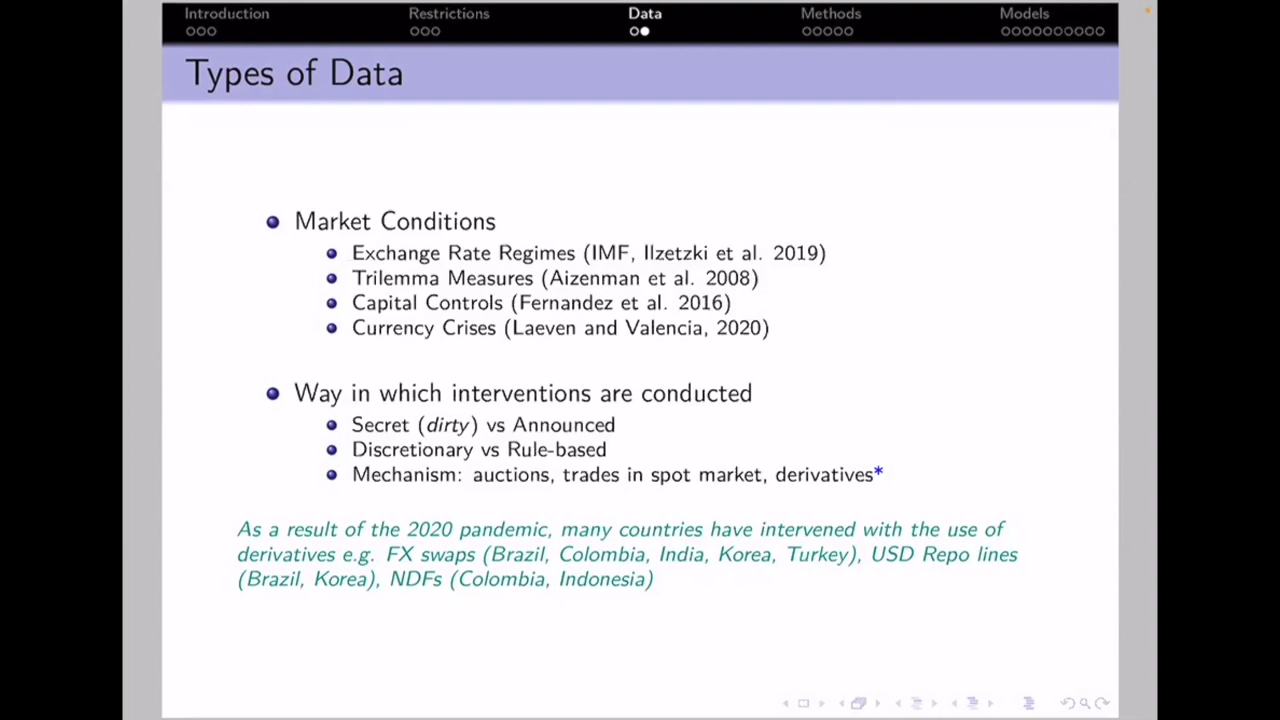 Introduction Restrictions Data Methods Models
Types of Data
Market Conditions
Exchange Rate Regimes (IMF, Ilzetzki et al. 2019)
Trilemma Measures (Aizenman et al. 2008)
Capital Controls (Fernandez et al. 2016)
Currency Crises (Laeven and Valencia, 2020)
Way in which interventions are conducted
Secret (dirty) vs Announced
Discretionary vs Rule-based
Mechanism: auctions, trades in spot market, derivatives*
As a result of the 2020 pandemic, many countries have intervened with the use of
derivatives e.g. FX swaps (Brazil, Colombia, India, Korea, Turkey), USD Repo lines
(Brazil, Korea), NDFs (Colombia, Indonesia)